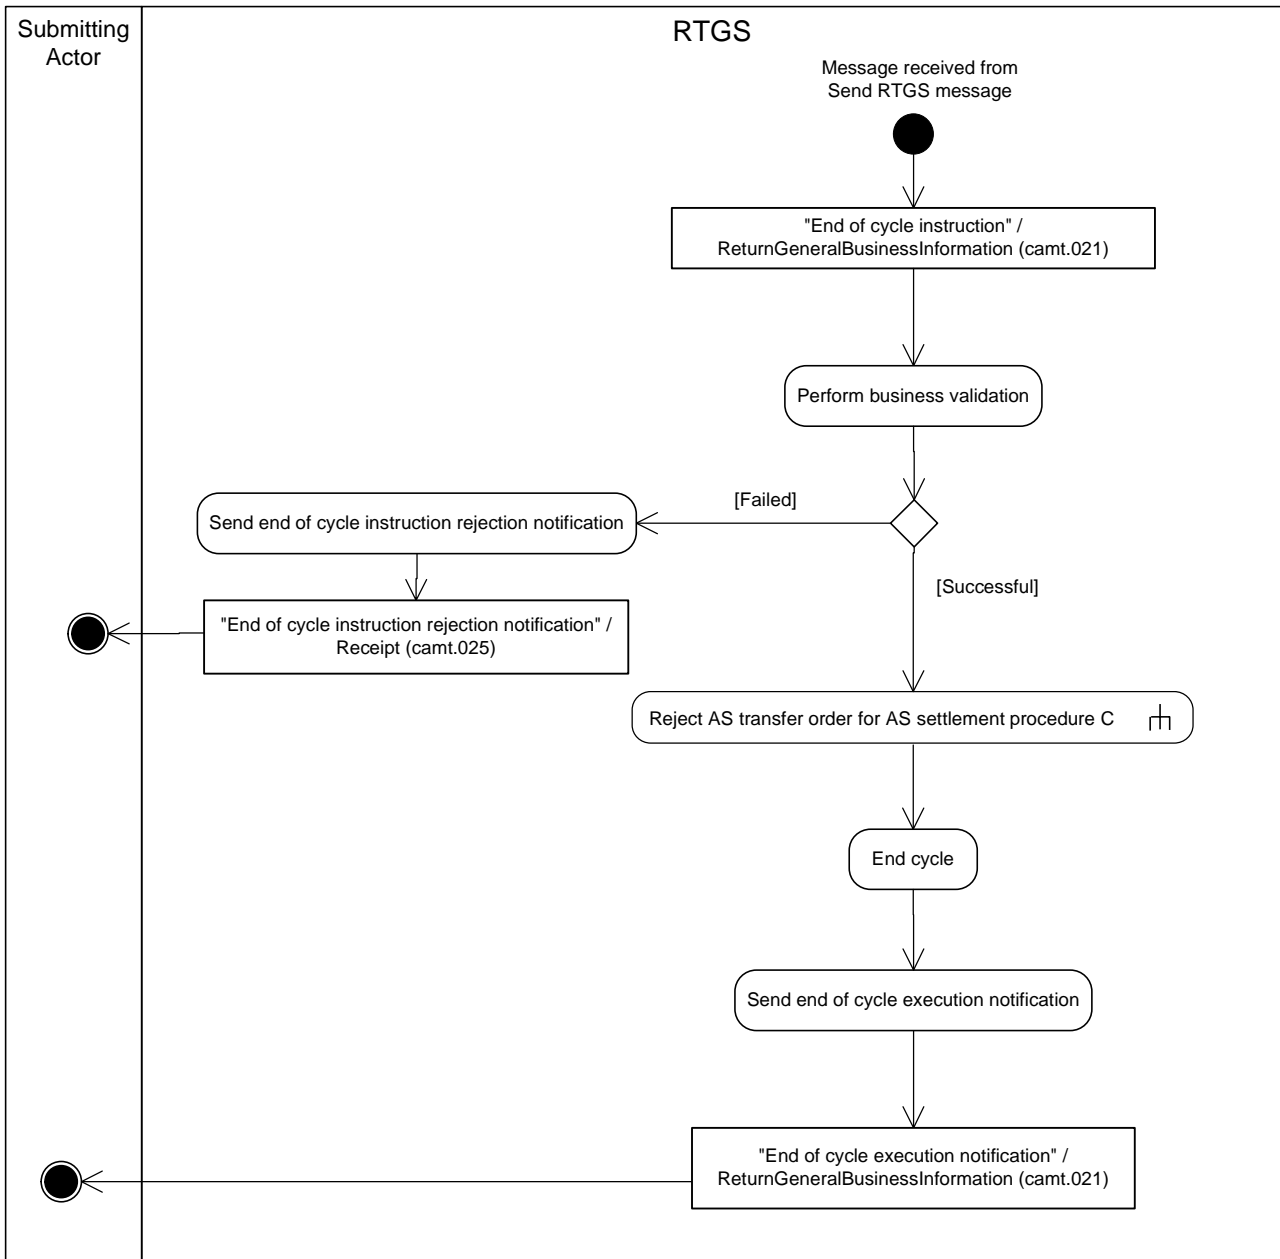 Submitting
Actor
RTGS
Message received from
Send RTGS message
"End of cycle instruction" /
ReturnGeneralBusinessInformation (camt.021)
Perform business validation
[Failed]
Send end of cycle instruction rejection notification
[Successful]
"End of cycle instruction rejection notification" /
Receipt (camt.025)
Reject AS transfer order for AS settlement procedure C
End cycle
Send end of cycle execution notification
"End of cycle execution notification" /
ReturnGeneralBusinessInformation (camt.021)